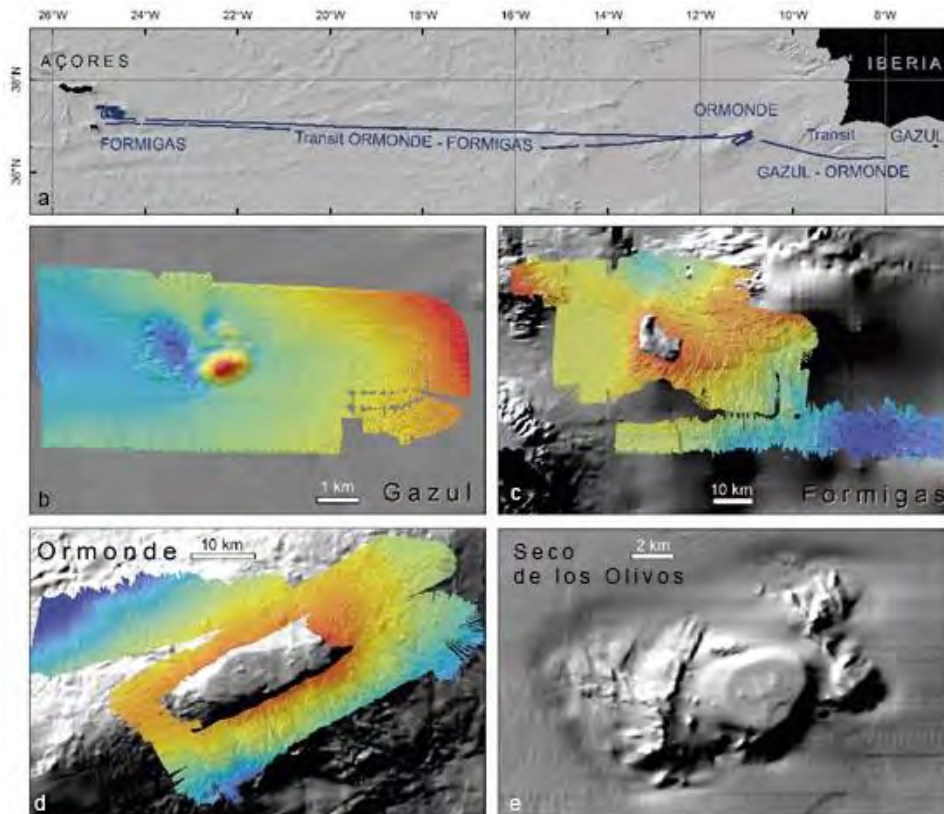 26°W 24°W 22°W 20°W 18°W 16°W 14°W 12°W 10°W 8°W
38°N
36°N
AÇORES
IBERIA
ORMONDE
FORMIGAS
Transit ORMONDE - FORMIGAS
Transit
GAZUL
GAZUL - ORMONDE
a
1 km
b
Gazul
10 km
c
Formigas
Ormonde
10 km
d
Seco
de los Olivos
2 km
e